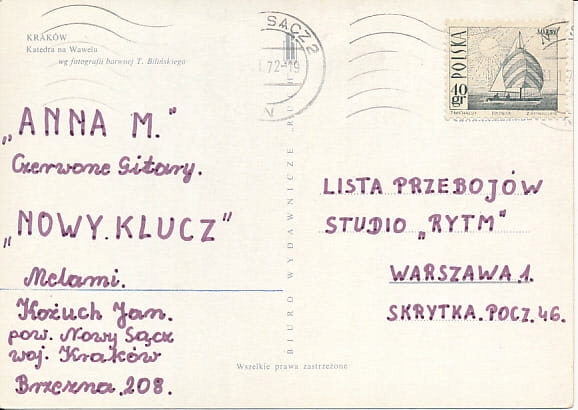 KRAKÓW
Katedra na Wawelu
wg fotografii barwnej T. Bilińskiego
SĄCZ 2
72-19
POLSKA
40 gr
„ANNA M."
Czerwone Gitary.
„NOWY KLUCZ"
Melami.
Kożuch Jan.
pow. Nowy Sącz
woj. Kraków
Brzezna 208.
BIURO WYDAWNICZE RUCH
LISTA PRZEBOJÓW
STUDIO „RYTM"
WARSZAWA 1.
SKRYTKA. POCZ. 46.
Wszelkie prawa zastrzeżone